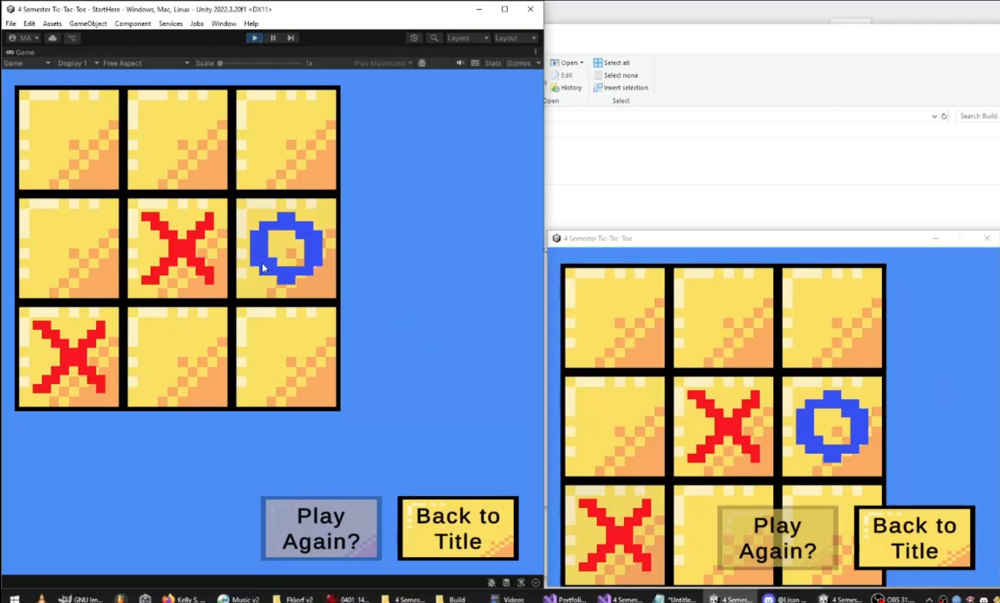 4 Semester Tic-Tac-Toe - StartHere - Windows, Mac, Linux - Unity 2022.3.20f1 <DX11>
File Edit Assets GameObject Component Services Jobs Window Help
MA Layers Layout
Game
Game Display 1 Free Aspect Scale 1x Play Maximized Stats Gizmos
Open Select all
Edit Select none
History Invert selection
Open Select
Search Build
4 Semester Tic-Tac-Toe
Play
Again?
Back to
Title
Play
Again?
Back to
Title
GNU Im... Kelly S. ... Music v2 Flüorf v2 0401_14... 4 Semes... Build Videos Portfoli... 4 Semes... *Untitle... 4 Semes... @Lisan ... 4 Semes... OBS 31....